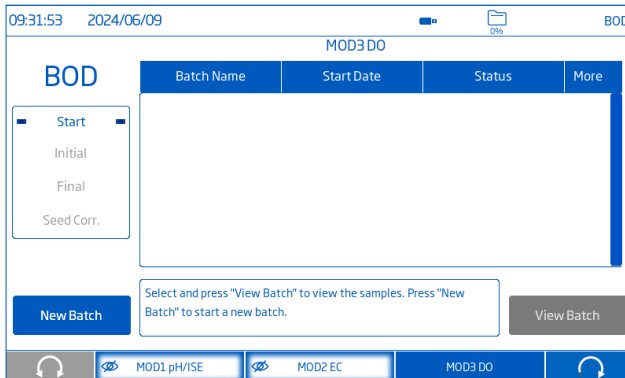 09:31:53 2024/06/09 0% BOD
MOD3 DO
BOD
Batch Name Start Date Status More
Start
Initial
Final
Seed Corr.
Select and press "View Batch" to view the samples. Press "New
Batch" to start a new batch.
New Batch
View Batch
MOD1 pH/ISE MOD2 EC MOD3 DO